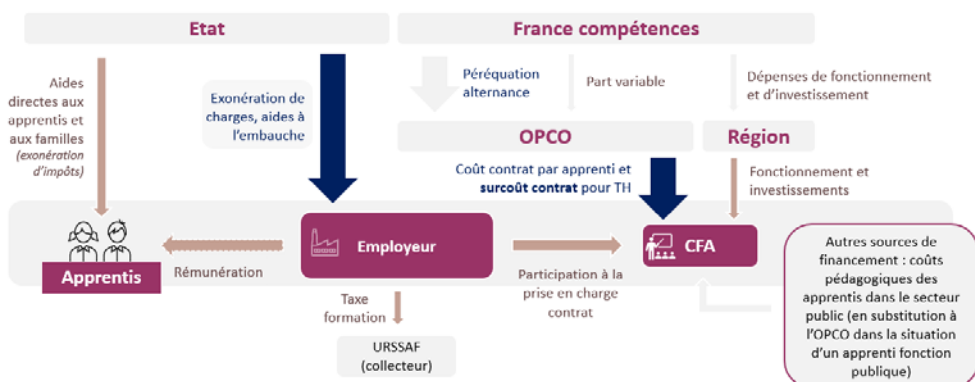 Etat
France compétences
Aides
directes aux
apprentis et
aux familles
(exonération
d'impôts)
Exonération de
charges, aides à
l'embauche
Péréquation
alternance
Part variable
Dépenses de fonctionnement
et d'investissement
OPCO
Région
Coût contrat par apprenti et
surcoût contrat pour TH
Fonctionnement et
investissements
Apprentis
Rémunération
Employeur
Participation à la
prise en charge
contrat
CFA
Taxe
formation
URSSAF
(collecteur)
Autres sources de
financement : coûts
pédagogiques des
apprentis dans le secteur
public (en substitution à
l'OPCO dans la situation
d'un apprenti fonction
publique)